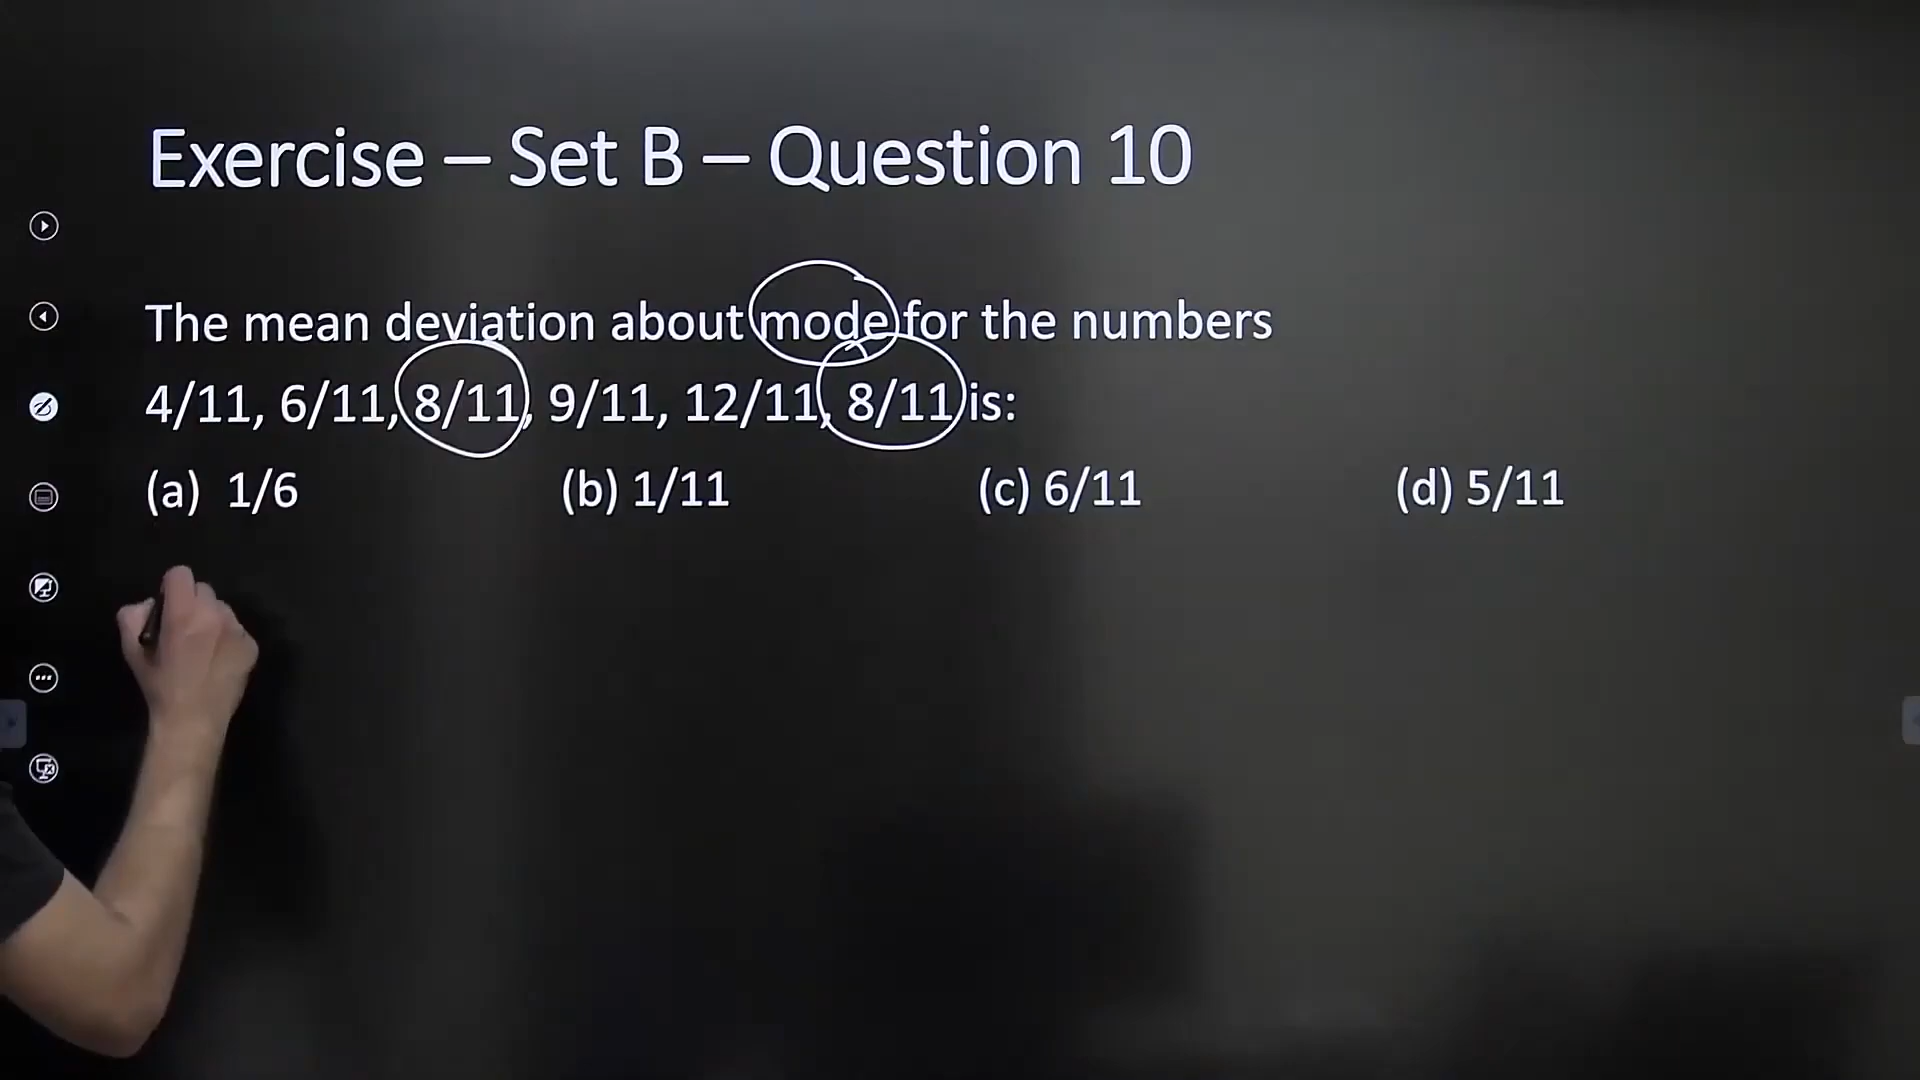 Exercise – Set B – Question 10
The mean deviation about mode for the numbers
4/11, 6/11, 8/11, 9/11, 12/11, 8/11 is:
(a) 1/6 (b) 1/11 (c) 6/11 (d) 5/11